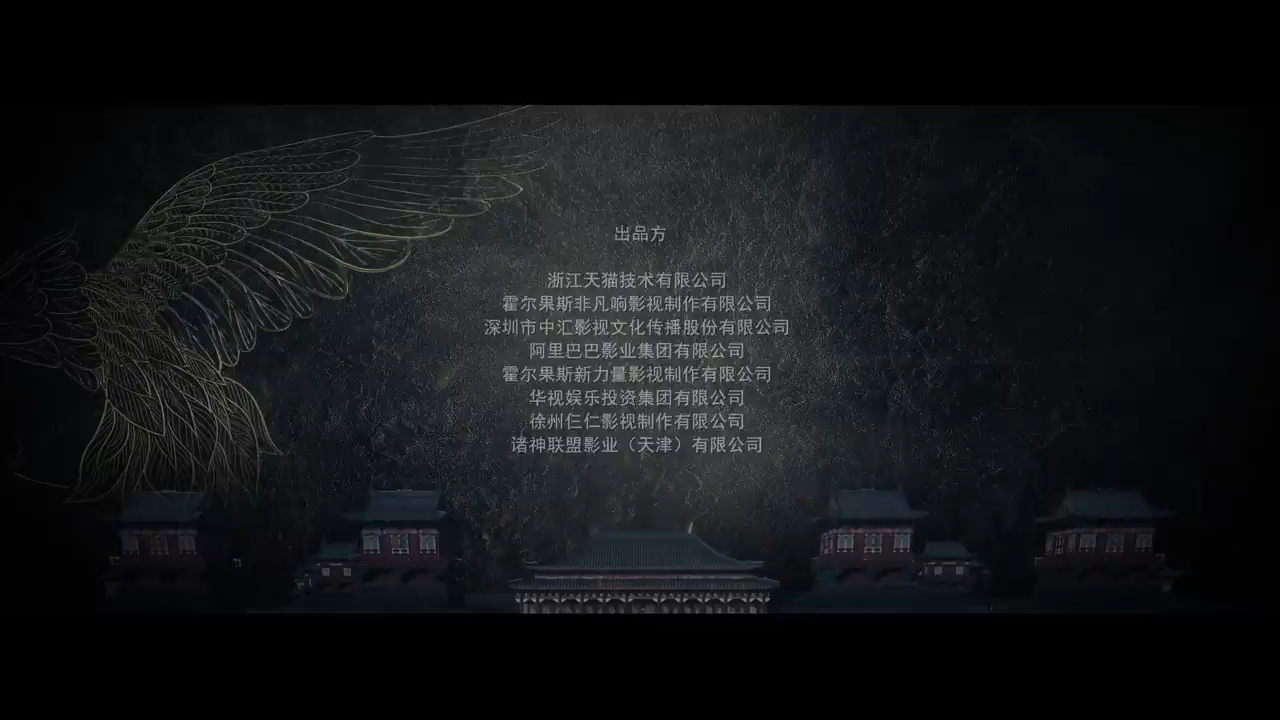 出品方
浙江天猫技术有限公司
霍尔果斯非凡响影视制作有限公司
深圳市中汇影视文化传播股份有限公司
阿里巴巴影业集团有限公司
霍尔果斯新力量影视制作有限公司
华视娱乐投资集团有限公司
徐州仨仁影视制作有限公司
诸神联盟影业（天津）有限公司